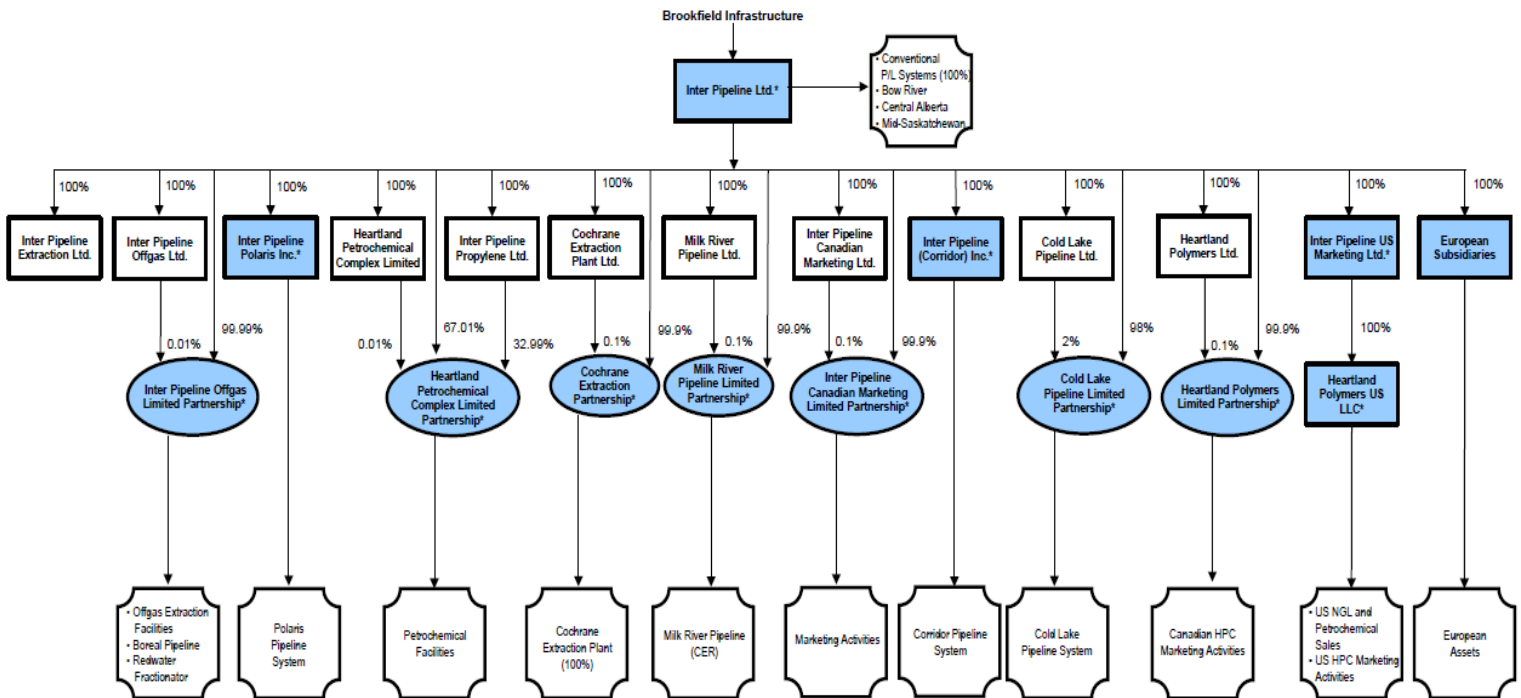 Brookfield Infrastructure
Inter Pipeline Ltd.*
• Conventional
P/L Systems (100%)
• Bow River
• Central Alberta
• Mid-Saskatchewan
100%
100%
100%
100%
100%
100%
100%
100%
100%
100%
100%
100%
100%
Inter Pipeline
Extraction Ltd.
Inter Pipeline
Offgas Ltd.
Inter Pipeline
Polaris Inc.*
Heartland
Petrochemical
Complex Limited
Inter Pipeline
Propylene Ltd.
Cochrane
Extraction
Plant Ltd.
Milk River
Pipeline Ltd.
Inter Pipeline
Canadian
Marketing Ltd.
Inter Pipeline
(Corridor) Inc.*
Cold Lake
Pipeline Ltd.
Heartland
Polymers Ltd.
Inter Pipeline US
Marketing Ltd.*
European
Subsidiaries
0.01%
99.99%
0.01%
67.01%
32.99%
0.1%
99.9%
0.1%
99.9%
0.1%
99.9%
2%
98%
0.1%
99.9%
100%
Inter Pipeline Offgas
Limited Partnership*
Heartland
Petrochemical
Complex Limited
Partnership*
Cochrane
Extraction
Partnership*
Milk River
Pipeline Limited
Partnership*
Inter Pipeline
Canadian Marketing
Limited Partnership*
Cold Lake
Pipeline Limited
Partnership*
Heartland Polymers
Limited Partnership*
Heartland
Polymers US
LLC*
• Offgas Extraction
Facilities
• Boreal Pipeline
• Redwater
Fractionator
Polaris
Pipeline
System
Petrochemical
Facilities
Cochrane
Extraction Plant
(100%)
Milk River Pipeline
(CER)
Marketing Activities
Corridor Pipeline
System
Cold Lake
Pipeline System
Canadian HPC
Marketing Activities
• US NGL and
Petrochemical
Sales
• US HPC Marketing
Activities
European
Assets